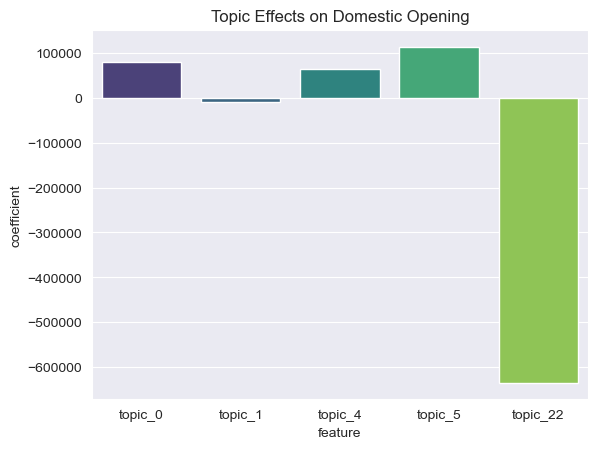 Topic Effects on Domestic Opening
100000
0
−100000
−200000
−300000
−400000
−500000
−600000
coefficient
topic_0 topic_1 topic_4 topic_5 topic_22
feature